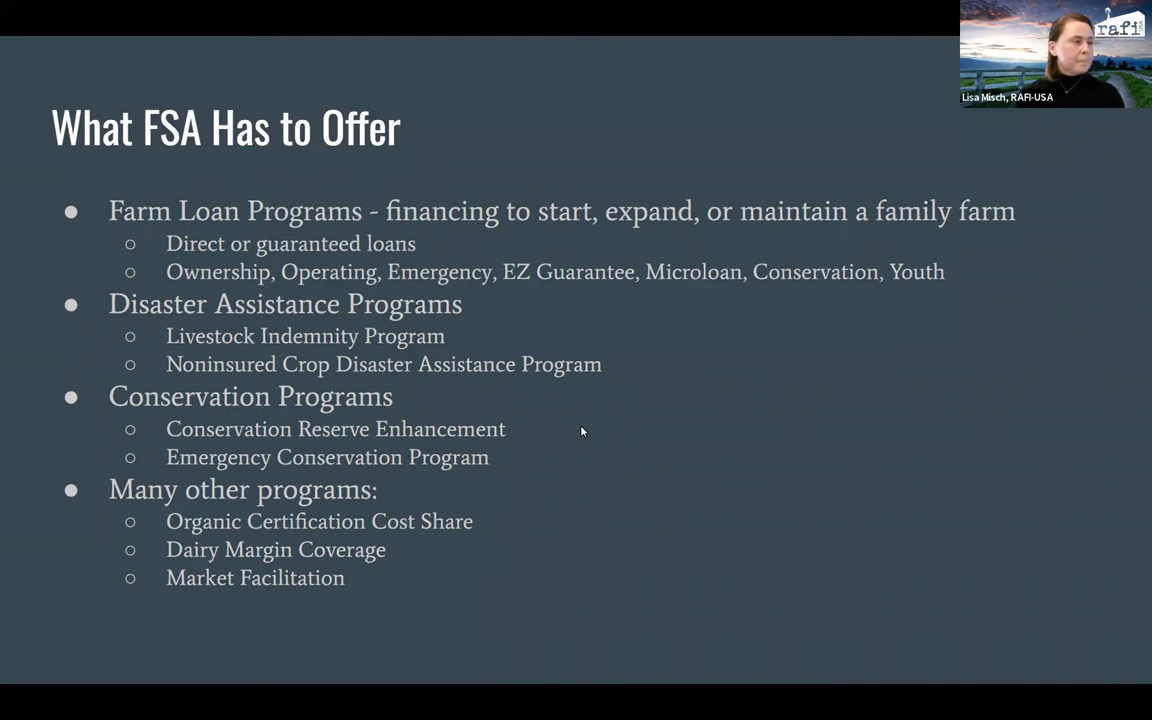 rafi
USA
Lisa Misch, RAFI-USA
What FSA Has to Offer
● Farm Loan Programs - financing to start, expand, or maintain a family farm
○ Direct or guaranteed loans
○ Ownership, Operating, Emergency, EZ Guarantee, Microloan, Conservation, Youth
● Disaster Assistance Programs
○ Livestock Indemnity Program
○ Noninsured Crop Disaster Assistance Program
● Conservation Programs
○ Conservation Reserve Enhancement
○ Emergency Conservation Program
● Many other programs:
○ Organic Certification Cost Share
○ Dairy Margin Coverage
○ Market Facilitation